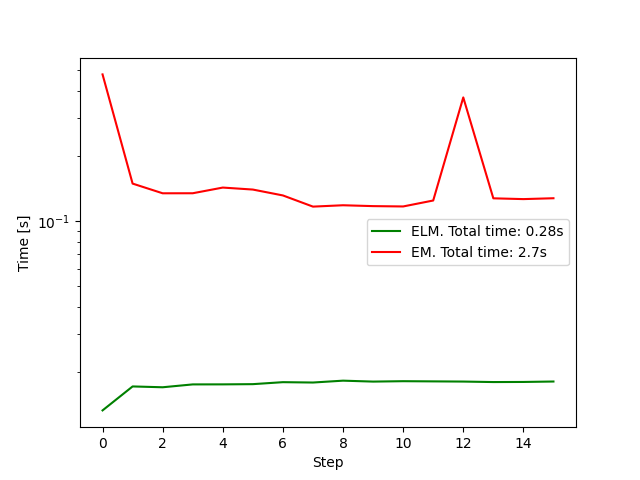 Time [s]
10⁻¹
ELM. Total time: 0.28s
EM. Total time: 2.7s
0 2 4 6 8 10 12 14
Step